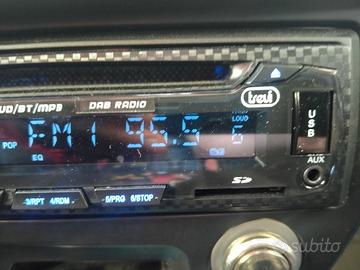 UD/BT/MP3 DAB RADIO trevi
POP FM1 95.5 LOUD 6
EQ
USB
AUX
3/RPT 4/RDM 5/PRG 6/STOP SD
subito